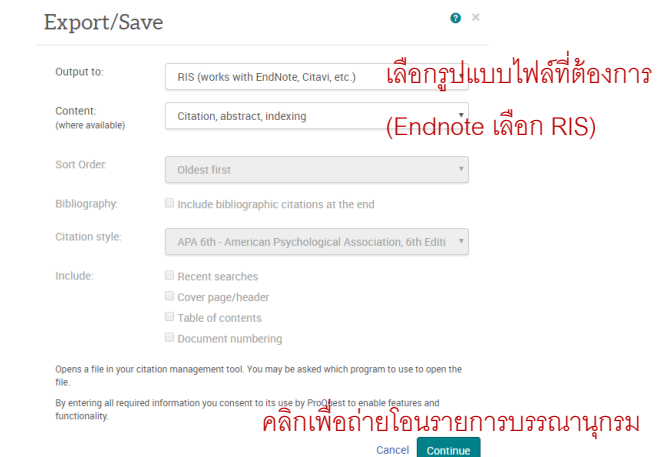 Export/Save
Output to:
RIS (works with EndNote, Citavi, etc.)
เลือกรูปแบบไฟล์ที่ต้องการ
Content:
(where available)
Citation, abstract, indexing
(Endnote เลือก RIS)
Sort Order:
Oldest first
Bibliography:
Include bibliographic citations at the end
Citation style:
APA 6th - American Psychological Association, 6th Editi
Include:
Recent searches
Cover page/header
Table of contents
Document numbering
Opens a file in your citation management tool. You may be asked which program to use to open the
file.
By entering all required information you consent to its use by ProQuest to enable features and
functionality.
คลิกเพื่อถ่ายโอนรายการบรรณานุกรม
Cancel Continue